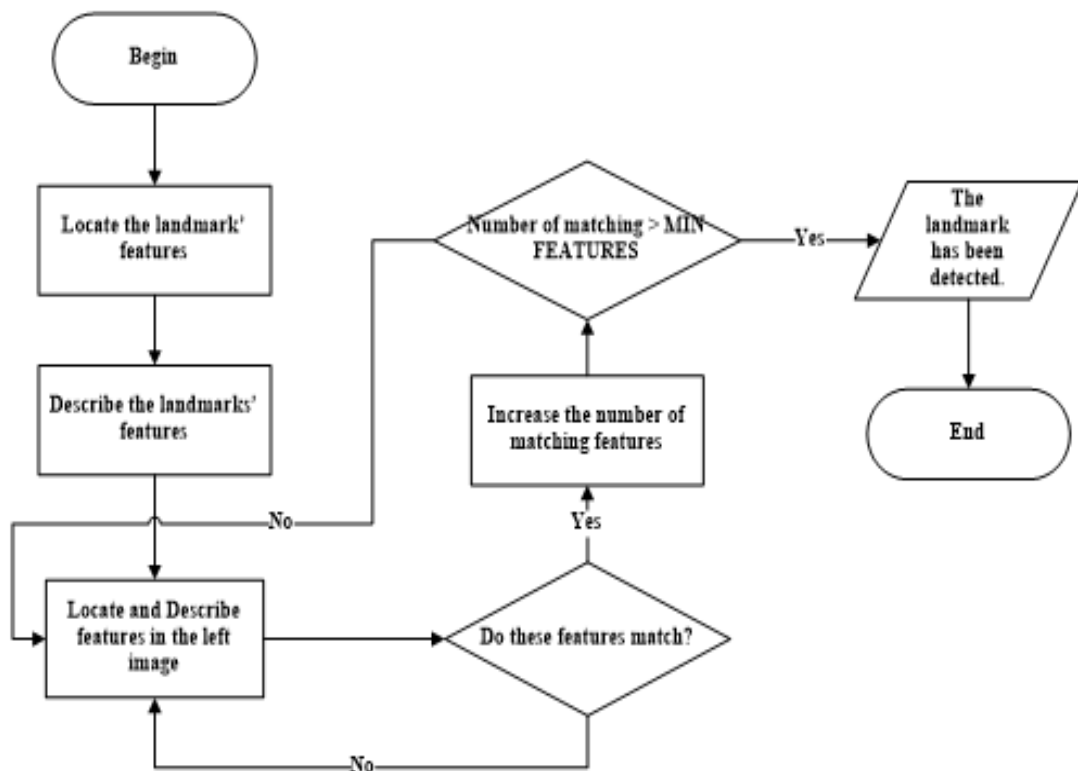 Begin
Locate the landmark'
features
Describe the landmarks'
features
Locate and Describe
features in the left
image
Do these features match?
No
Yes
Increase the number of
matching features
Number of matching > MIN
FEATURES
No
Yes
The
landmark
has been
detected.
End